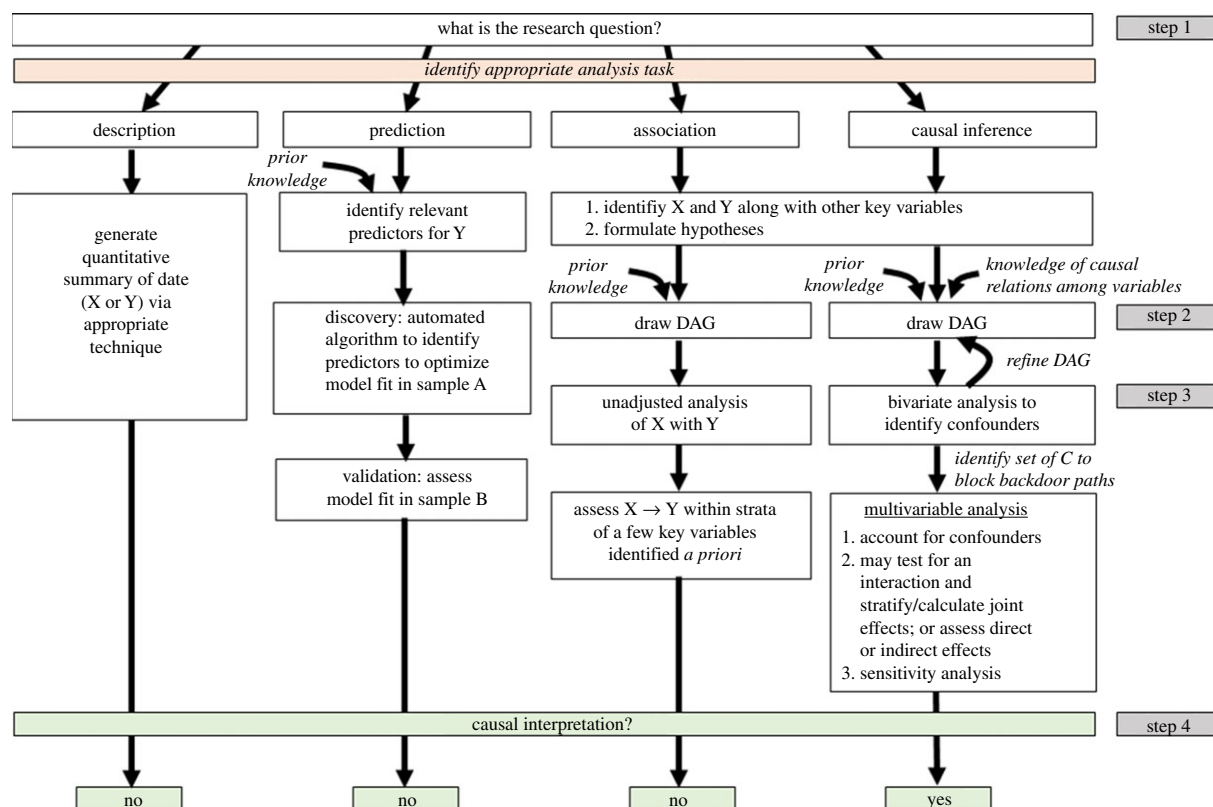 what is the research question?
step 1
identify appropriate analysis task
description
prediction
association
causal inference
prior
knowledge
generate
quantitative
summary of date
(X or Y) via
appropriate
technique
identify relevant
predictors for Y
discovery: automated
algorithm to identify
predictors to optimize
model fit in sample A
validation: assess
model fit in sample B
1. identifiy X and Y along with other key variables
2. formulate hypotheses
prior
knowledge
draw DAG
unadjusted analysis
of X with Y
assess X → Y within strata
of a few key variables
identified a priori
prior
knowledge
knowledge of causal
relations among variables
draw DAG
step 2
refine DAG
bivariate analysis to
identify confounders
step 3
identify set of C to
block backdoor paths
multivariable analysis
1. account for confounders
2. may test for an
interaction and
stratify/calculate joint
effects; or assess direct
or indirect effects
3. sensitivity analysis
causal interpretation?
step 4
no
no
no
yes